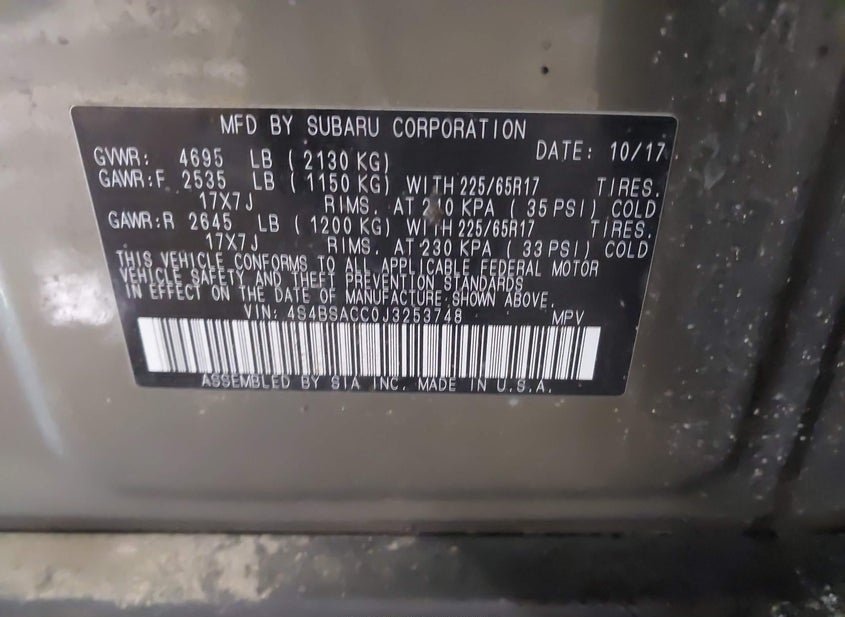 MFD BY SUBARU CORPORATION
DATE: 10/17
GVWR: 4695 LB (2130 KG)
GAWR:F 2535 LB (1150 KG) WITH 225/65R17 TIRES.
17X7J RIMS. AT 240 KPA (35 PSI) COLD
GAWR:R 2645 LB (1200 KG) WITH 225/65R17 TIRES.
17X7J RIMS. AT 230 KPA (33 PSI) COLD
THIS VEHICLE CONFORMS TO ALL APPLICABLE FEDERAL MOTOR
VEHICLE SAFETY AND THEFT PREVENTION STANDARDS
IN EFFECT ON THE DATE OF MANUFACTURE SHOWN ABOVE.
VIN: 4S4BSACC0J3253748 MPV
ASSEMBLED BY SIA INC. MADE IN U.S.A.